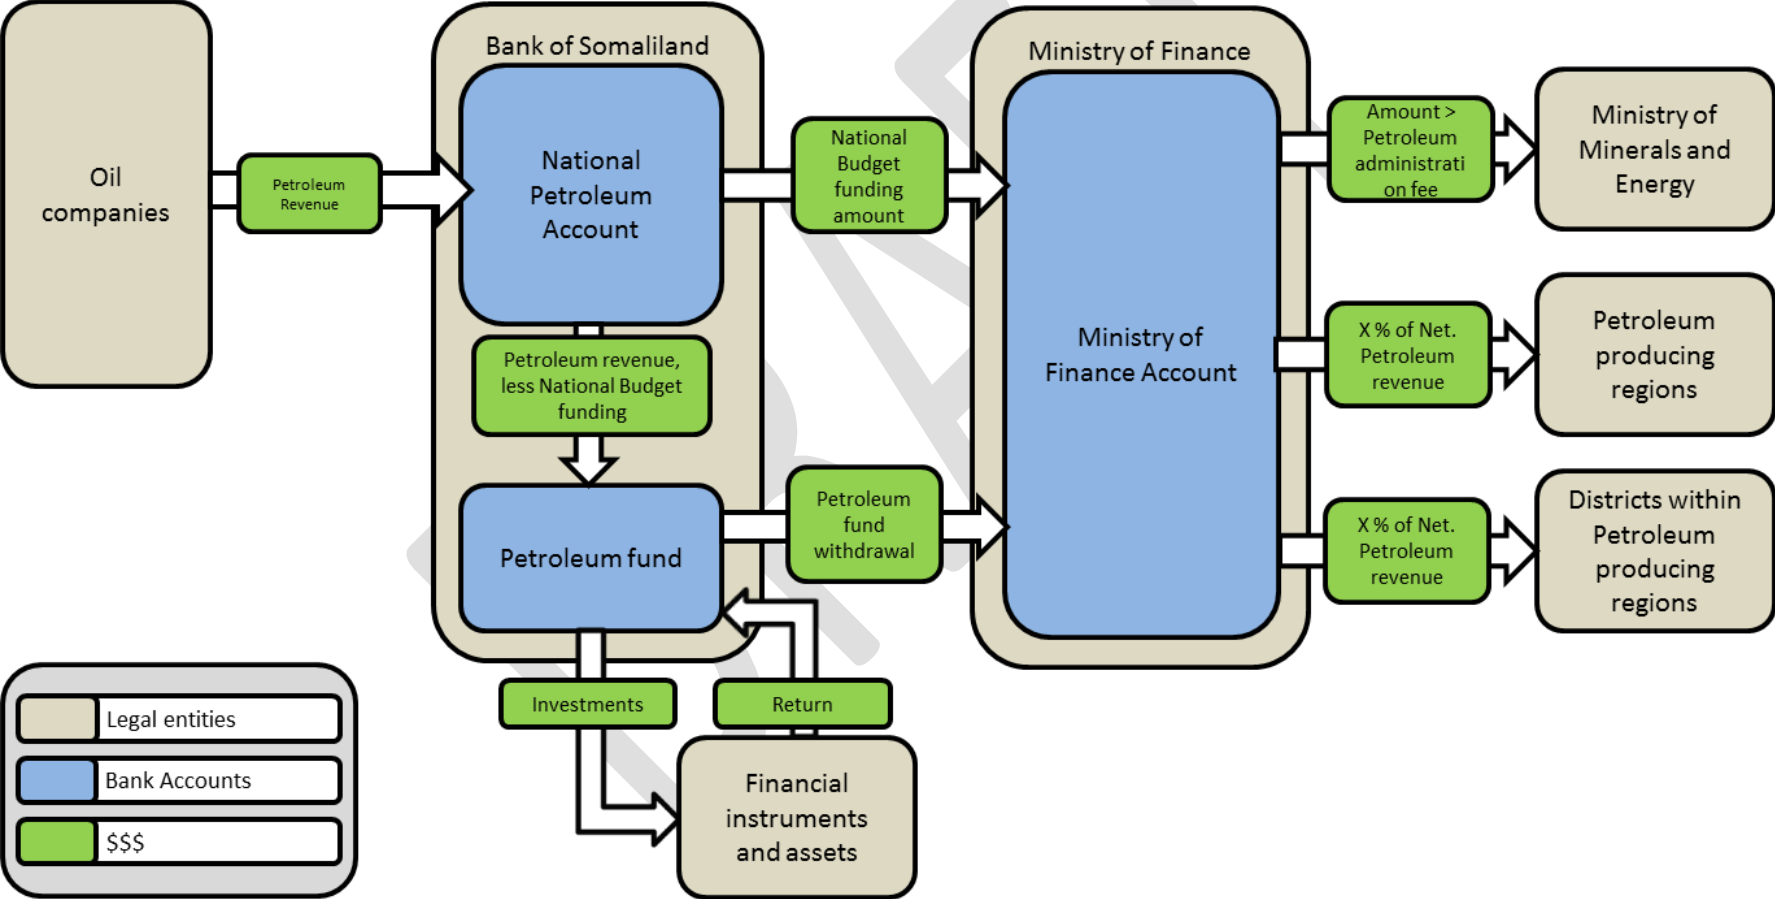 Oil
companies
Petroleum
Revenue
Bank of Somaliland
National
Petroleum
Account
Petroleum revenue,
less National Budget
funding
Petroleum fund
National
Budget
funding
amount
Petroleum
fund
withdrawal
Investments
Return
Financial
instruments
and assets
Ministry of Finance
Ministry of
Finance Account
Amount >
Petroleum
administrati
on fee
Ministry of
Minerals and
Energy
X % of Net.
Petroleum
revenue
Petroleum
producing
regions
X % of Net.
Petroleum
revenue
Districts within
Petroleum
producing
regions
Legal entities
Bank Accounts
$$$